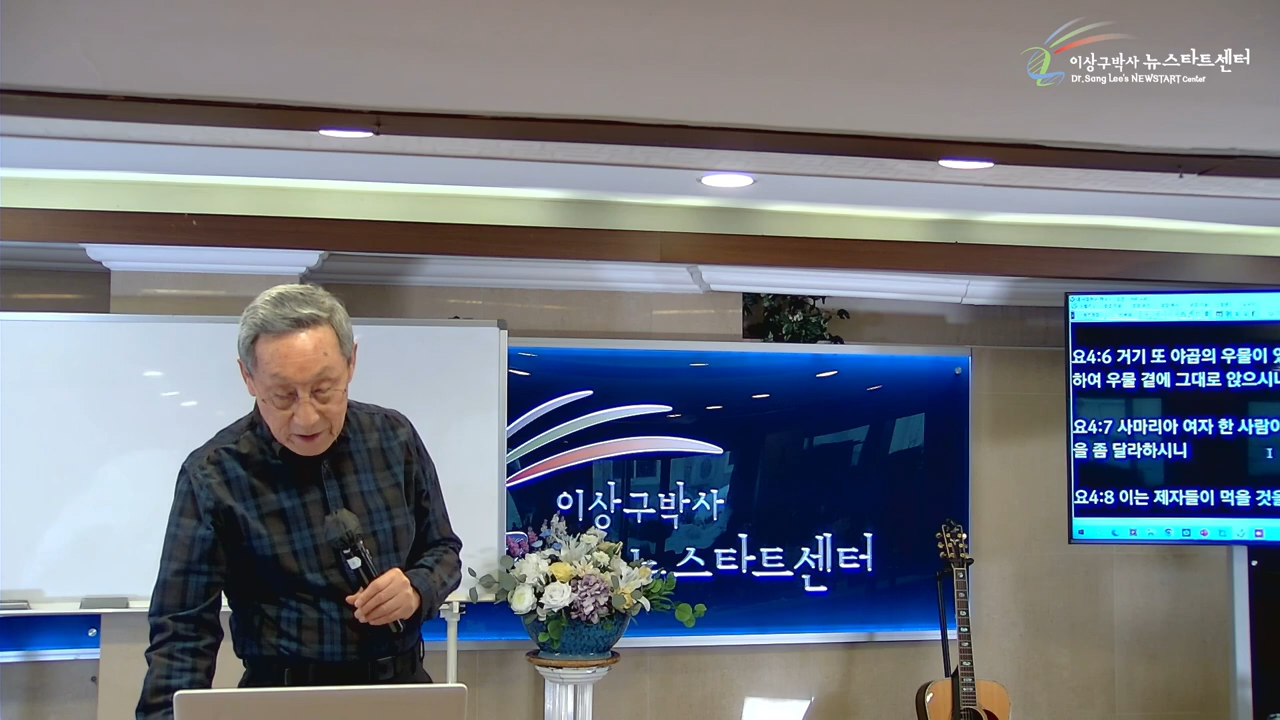 이상구박사 뉴스타트센터
Dr. Sang Lee's NEWSTART Center
이상구박사
뉴스타트센터
요4:6 거기 또 야곱의 우물이
하여 우물 곁에 그대로 앉으시니
요4:7 사마리아 여자 한 사람이
을 좀 달라하시니
요4:8 이는 제자들이 먹을 것을